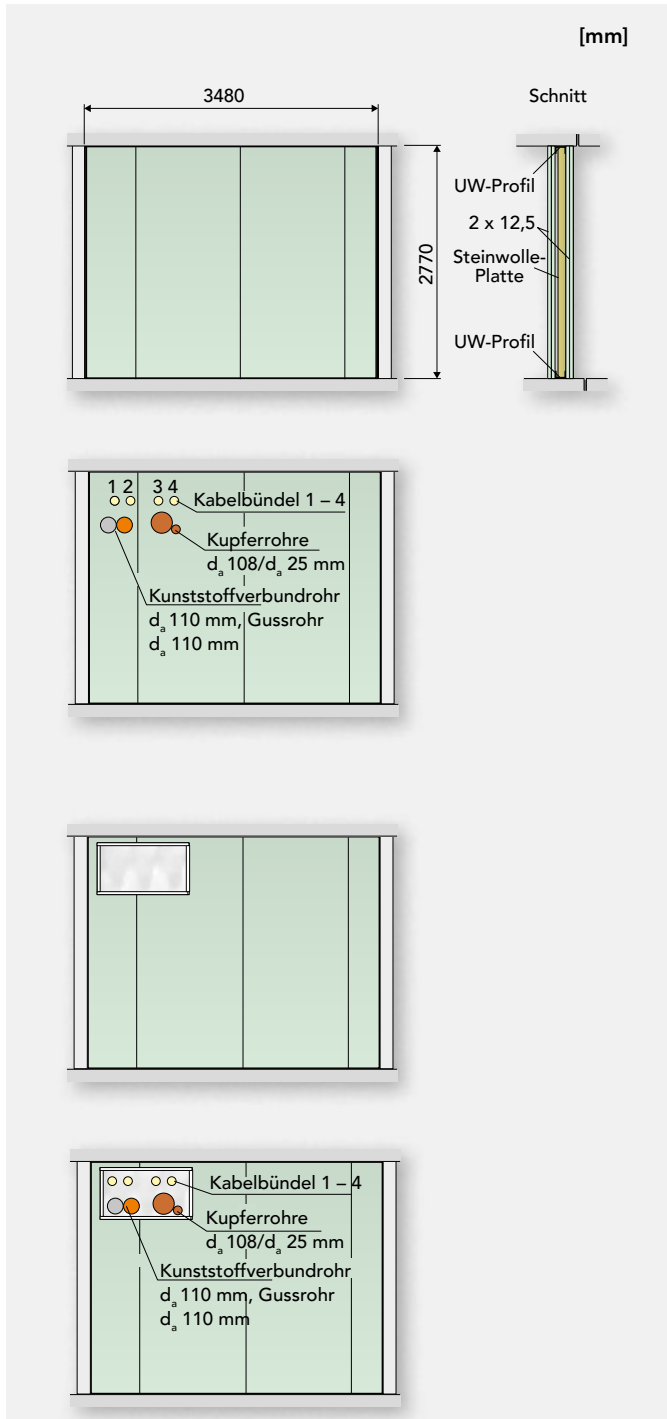 [mm]
3480
Schnitt
UW-Profil
2 x 12,5
Steinwolle-
Platte
2770
UW-Profil
1 2 3 4
Kabelbündel 1 – 4
Kupferrohre
dₐ 108/dₐ 25 mm
Kunststoffverbundrohr
dₐ 110 mm, Gussrohr
dₐ 110 mm
Kabelbündel 1 – 4
Kupferrohre
dₐ 108/dₐ 25 mm
Kunststoffverbundrohr
dₐ 110 mm, Gussrohr
dₐ 110 mm